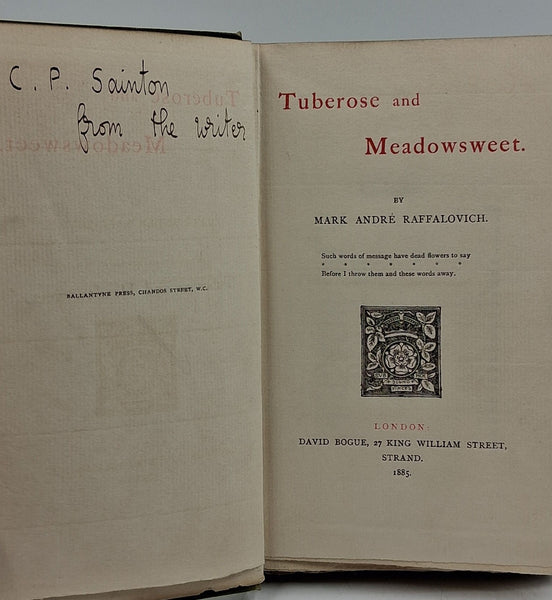 C. P. Sainton
from the writer
BALLANTYNE PRESS, CHANDOS STREET, W.C.
Tuberose and
Meadowsweet.
BY
MARK ANDRÉ RAFFALOVICH.
Such words of message have dead flowers to say
* * * * * * *
Before I throw them and these words away.
LONDON:
DAVID BOGUE, 27 KING WILLIAM STREET,
STRAND.
1885.